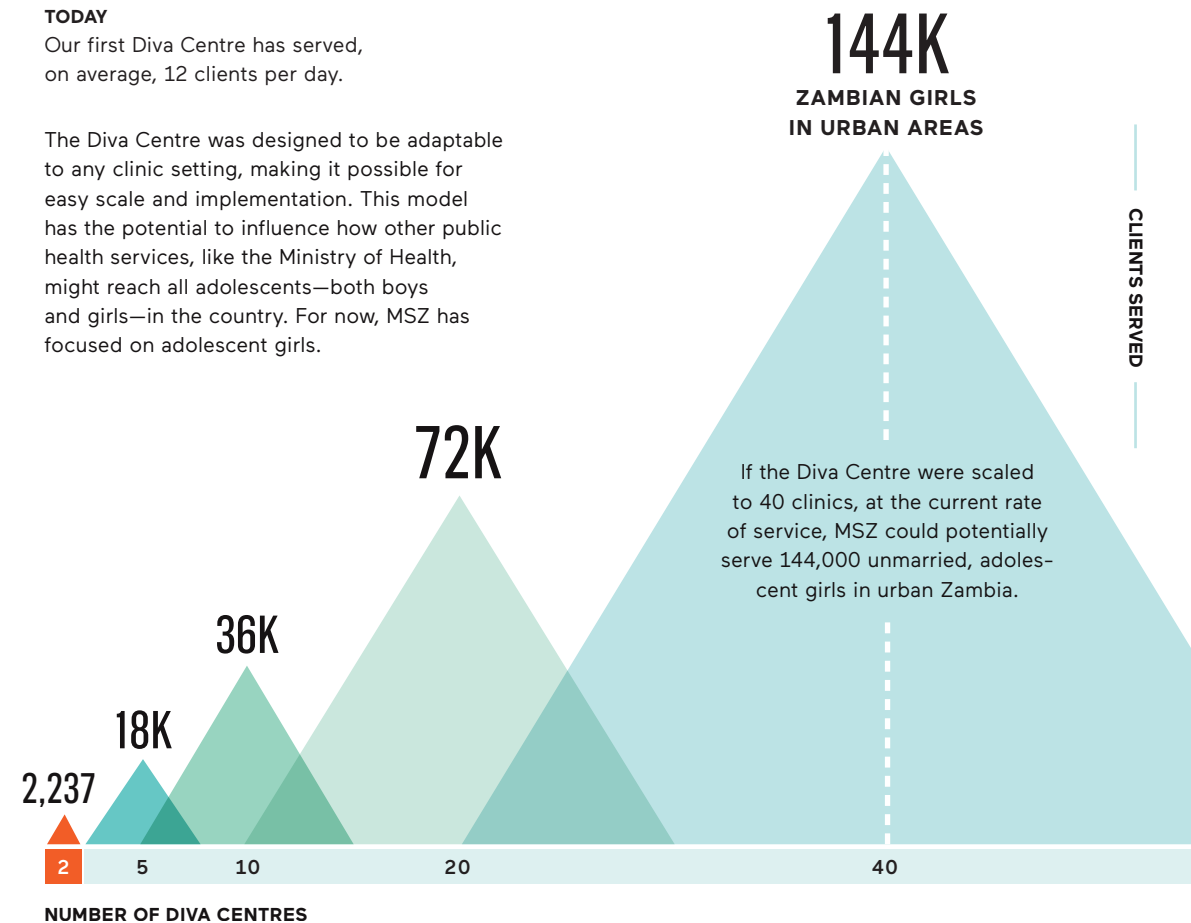 TODAY
Our first Diva Centre has served,
on average, 12 clients per day.
The Diva Centre was designed to be adaptable
to any clinic setting, making it possible for
easy scale and implementation. This model
has the potential to influence how other public
health services, like the Ministry of Health,
might reach all adolescents—both boys
and girls—in the country. For now, MSZ has
focused on adolescent girls.
144K
ZAMBIAN GIRLS
IN URBAN AREAS
CLIENTS SERVED
72K
If the Diva Centre were scaled
to 40 clinics, at the current rate
of service, MSZ could potentially
serve 144,000 unmarried, adoles-
cent girls in urban Zambia.
36K
18K
2,237
2 5 10 20 40
NUMBER OF DIVA CENTRES